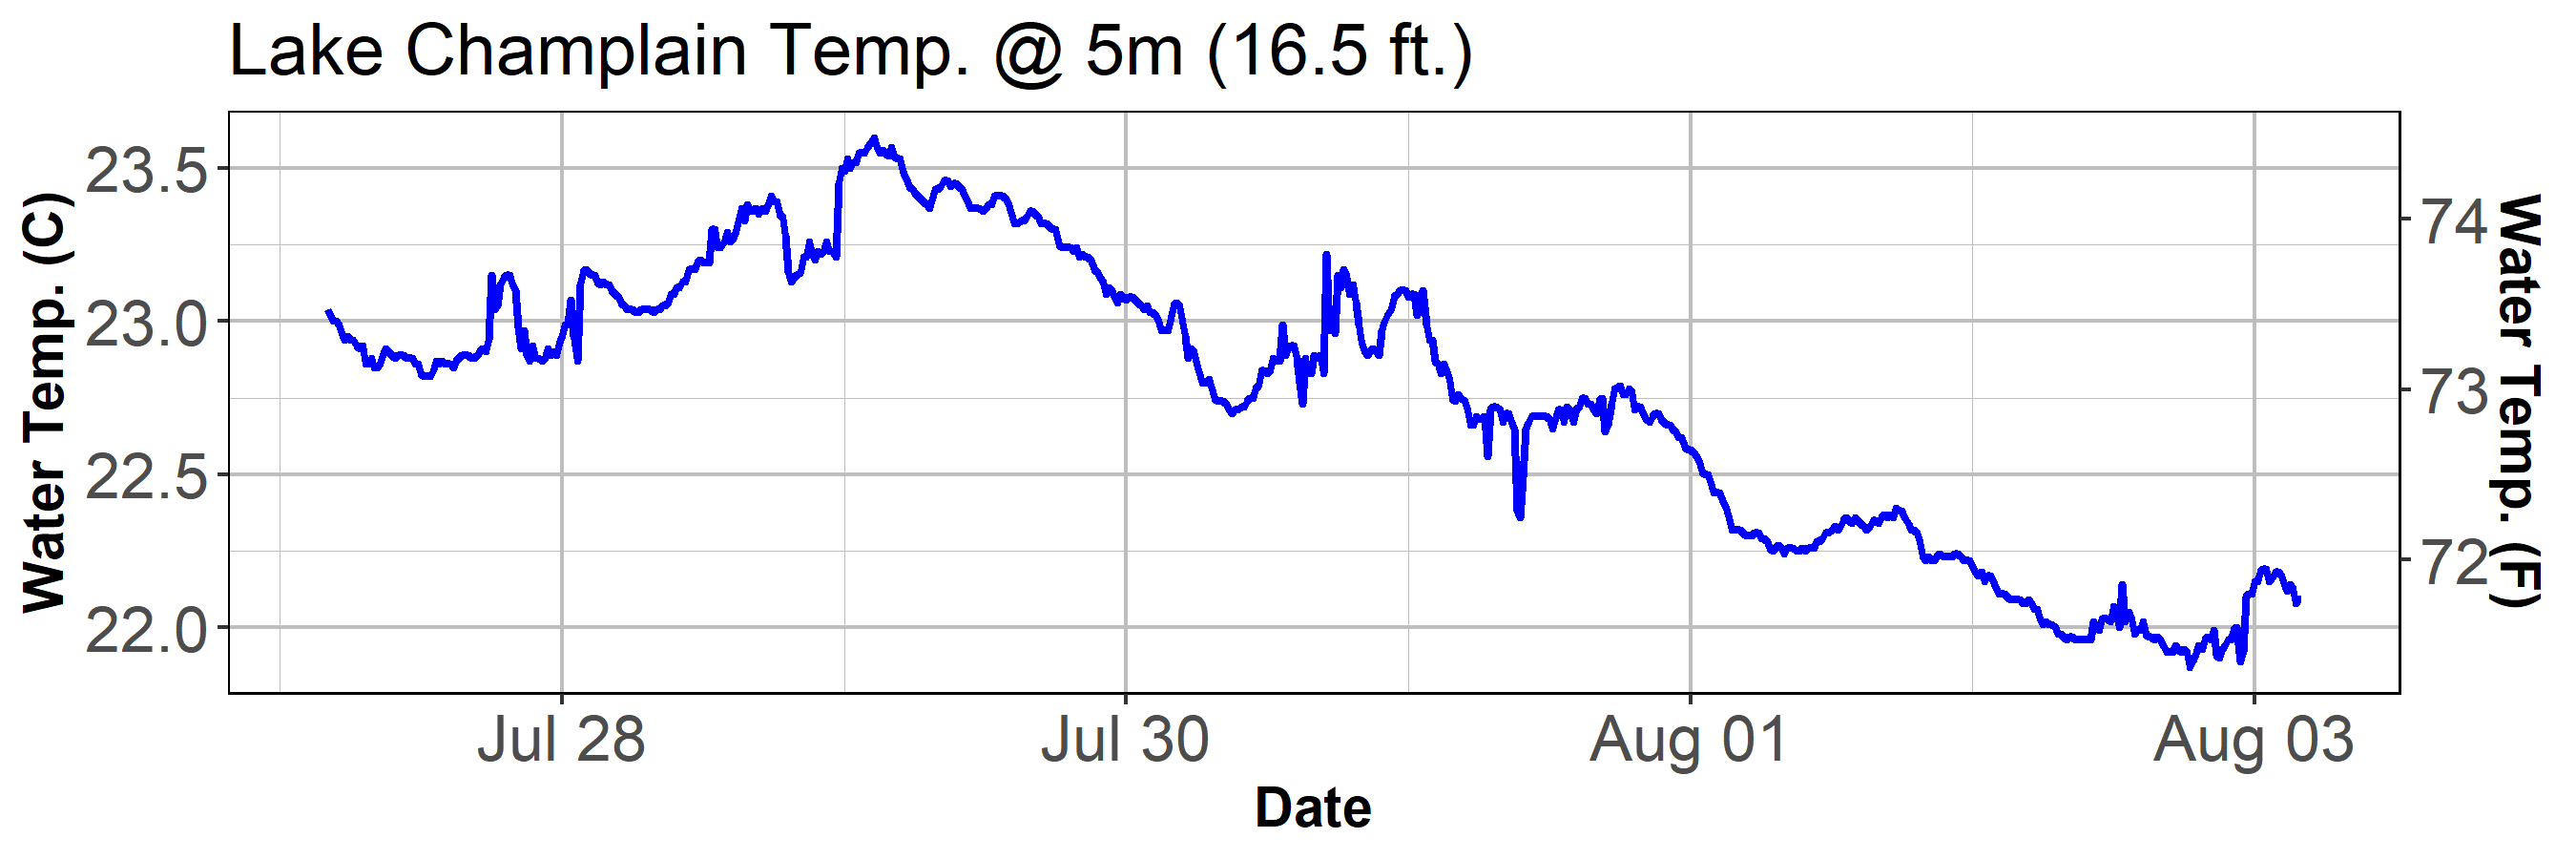 Lake Champlain Temp. @ 5m (16.5 ft.)
Water Temp. (C)
23.5
23.0
22.5
22.0
74
73
72
Water Temp. (F)
Jul 28
Jul 30
Aug 01
Aug 03
Date